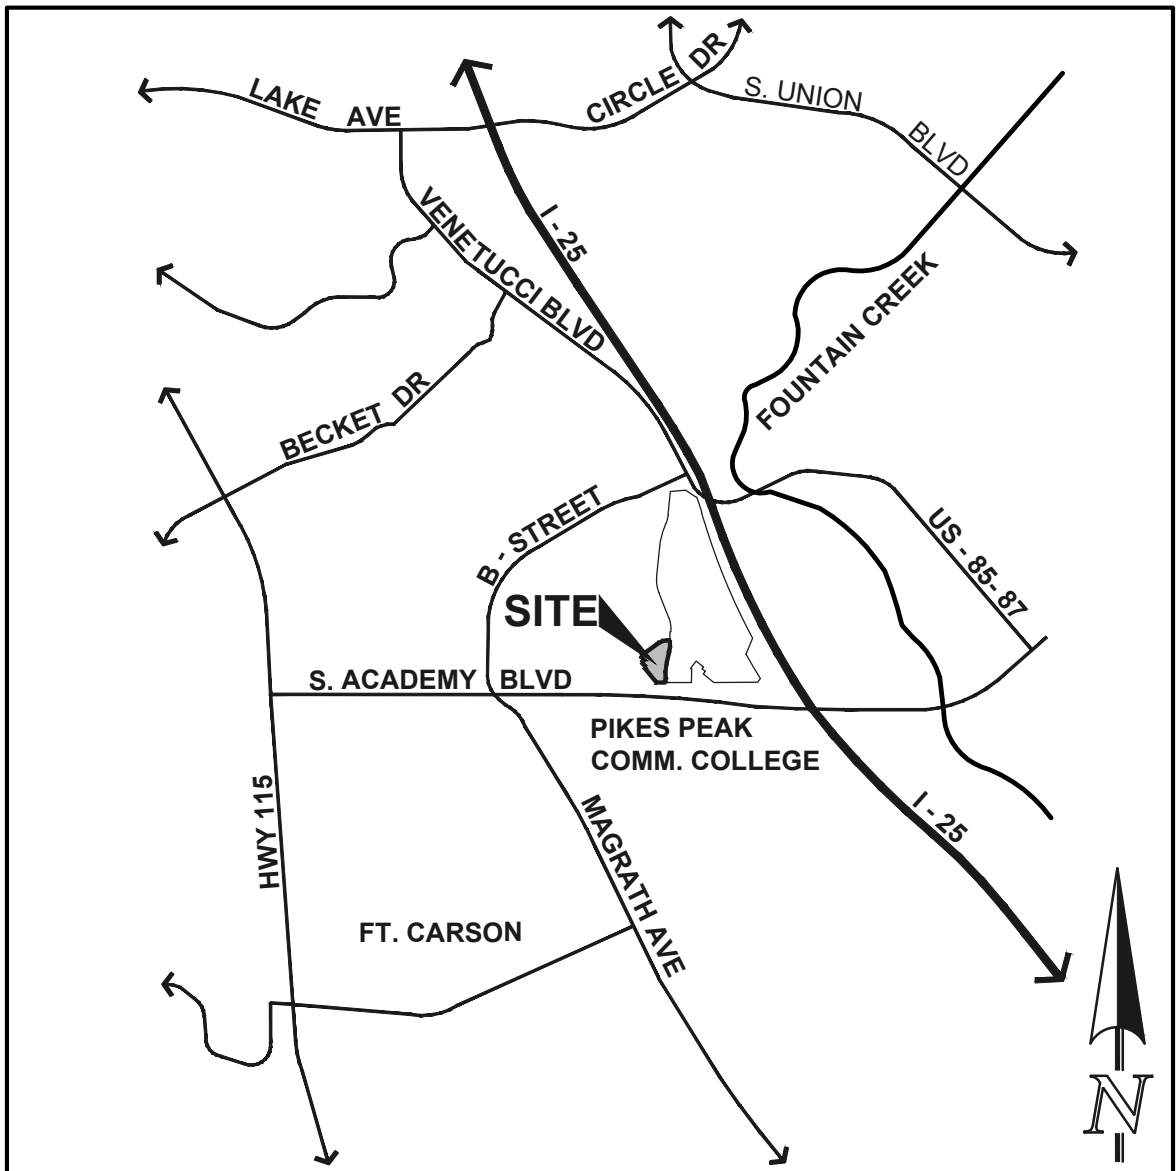 LAKE AVE
CIRCLE DR
S. UNION BLVD
I - 25
VENETUCCI BLVD
FOUNTAIN CREEK
BECKET DR
B - STREET
US - 85- 87
SITE
S. ACADEMY BLVD
PIKES PEAK
COMM. COLLEGE
HWY 115
MAGRATH AVE
I - 25
FT. CARSON
N